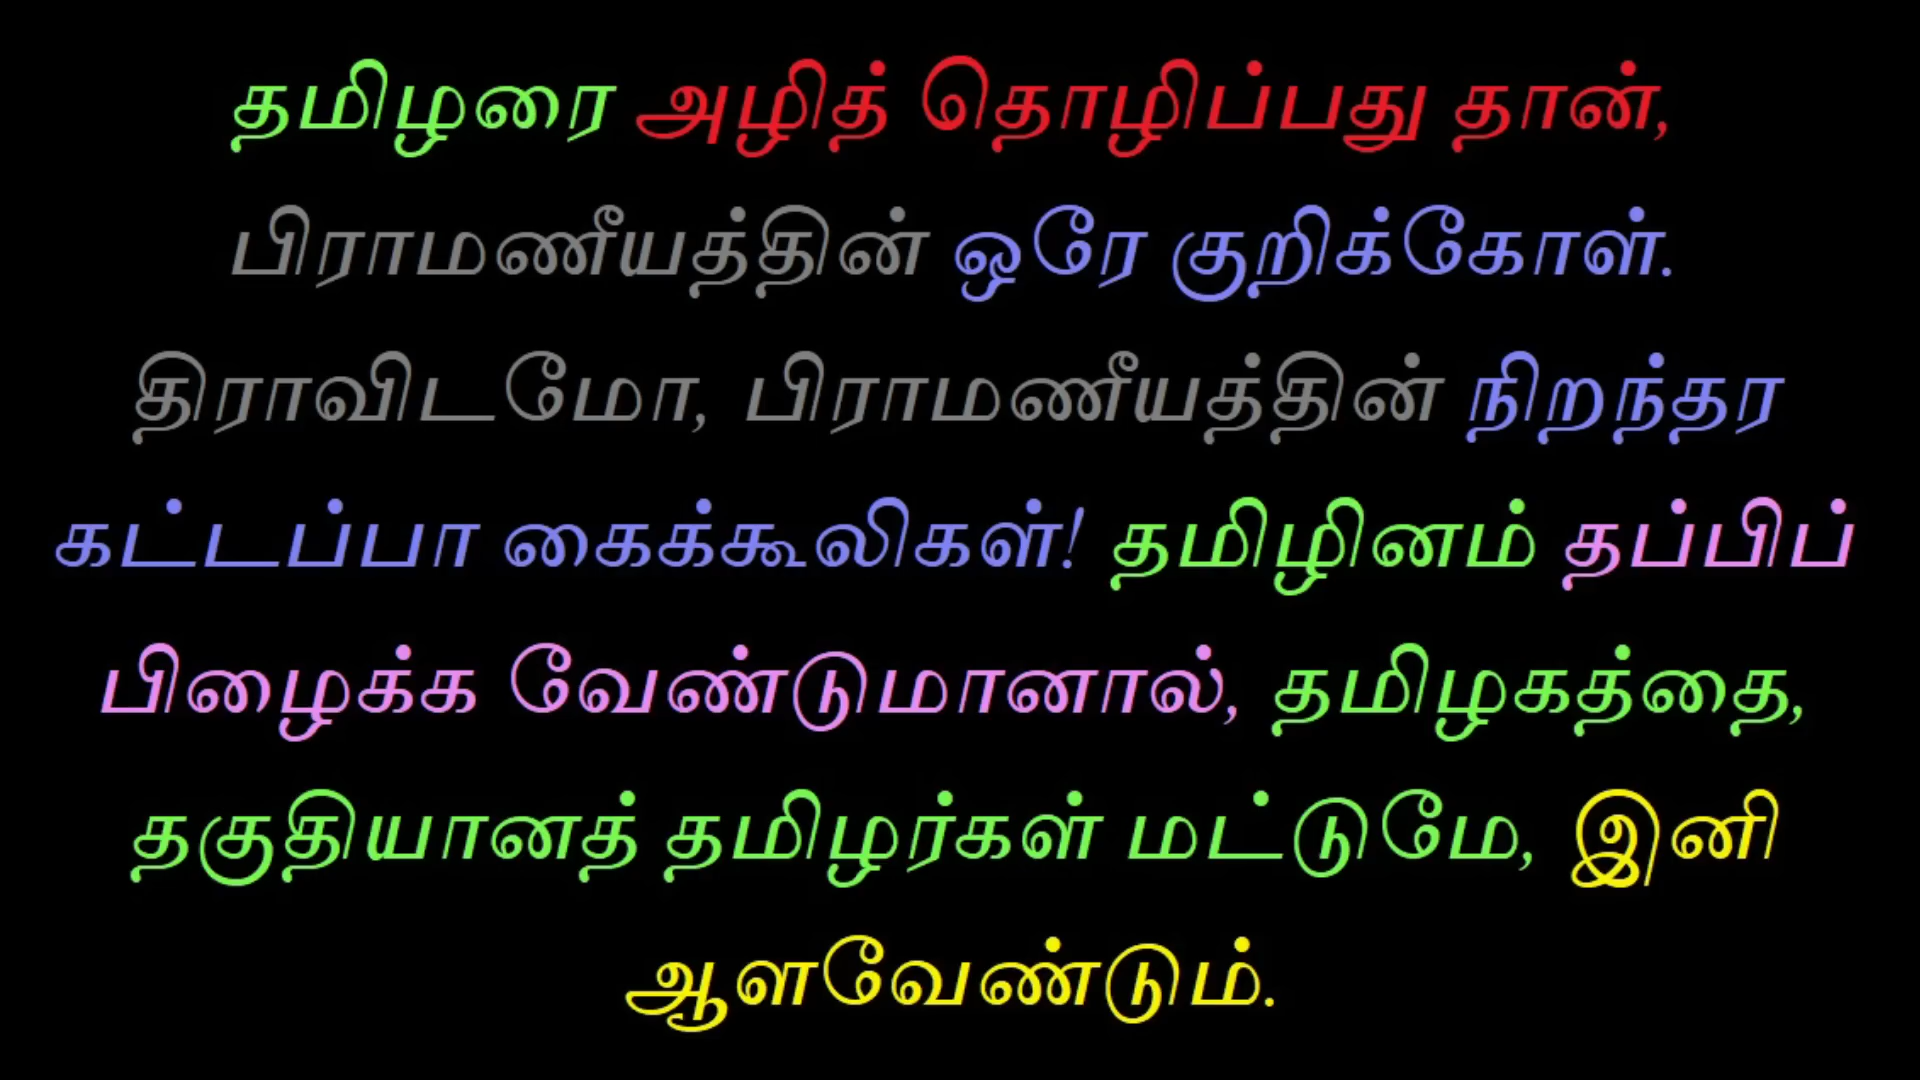 தமிழரை அழித் தொழிப்பது தான்,
பிராமணீயத்தின் ஒரே குறிக்கோள்.
திராவிடமோ, பிராமணீயத்தின் நிறந்தர
கட்டப்பா கைக்கூலிகள்! தமிழினம் தப்பிப்
பிழைக்க வேண்டுமானால், தமிழகத்தை,
தகுதியானத் தமிழர்கள் மட்டுமே, இனி
ஆளவேண்டும்.